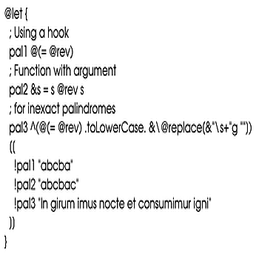 @let {
; Using a hook
pal1 @(= @rev)
; Function with argument
pal2 &s = s @rev s
; for inexact palindromes
pal3 ^(@(= @rev) .toLowerCase. &\@replace(&"\s+"g ""))
((
!pal1 "abcba"
!pal2 "abcbac"
!pal3 "In girum imus nocte et consumimur igni"
))
}